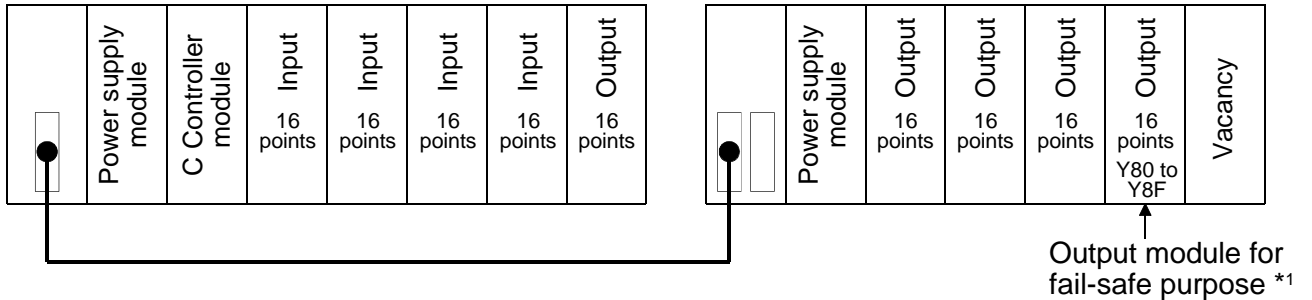 Power supply
module
C Controller
module
Input
16
points
Input
16
points
Input
16
points
Input
16
points
Output
16
points
Power supply
module
Output
16
points
Output
16
points
Output
16
points
Output
16
points
Y80 to
Y8F
Vacancy
Output module for
fail-safe purpose *1